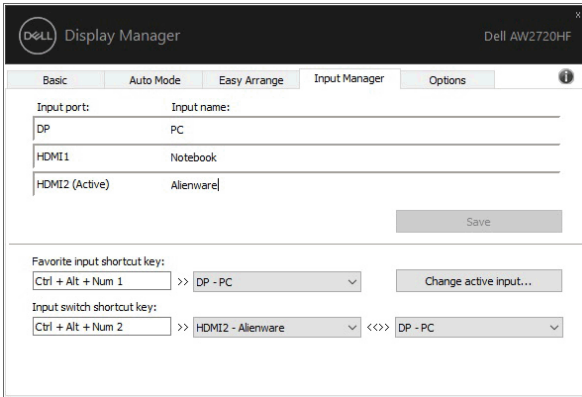 DELL Display Manager Dell AW2720HF
Basic Auto Mode Easy Arrange Input Manager Options
Input port: Input name:
DP PC
HDMI1 Notebook
HDMI2 (Active) Alienware
Save
Favorite input shortcut key:
Ctrl + Alt + Num 1 >> DP - PC Change active input...
Input switch shortcut key:
Ctrl + Alt + Num 2 >> HDMI2 - Alienware <<>> DP - PC